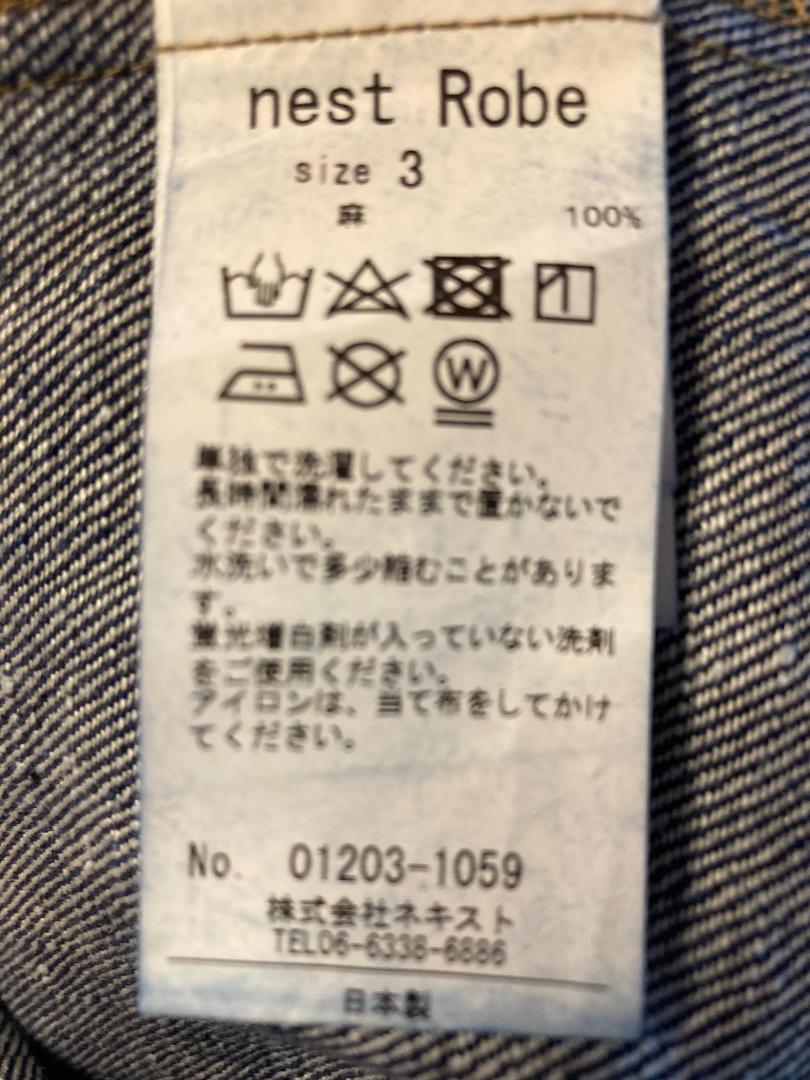 nest Robe
size 3
麻 100%
W
単独で洗濯してください。
長時間濡れたままで置かないで
ください。
水洗いで多少縮むことがありま
す。
蛍光増白剤が入っていない洗剤
をご使用ください。
アイロンは、当て布をしてかけ
てください。
No. 01203-1059
株式会社ネキスト
TEL06-6338-6886
日本製